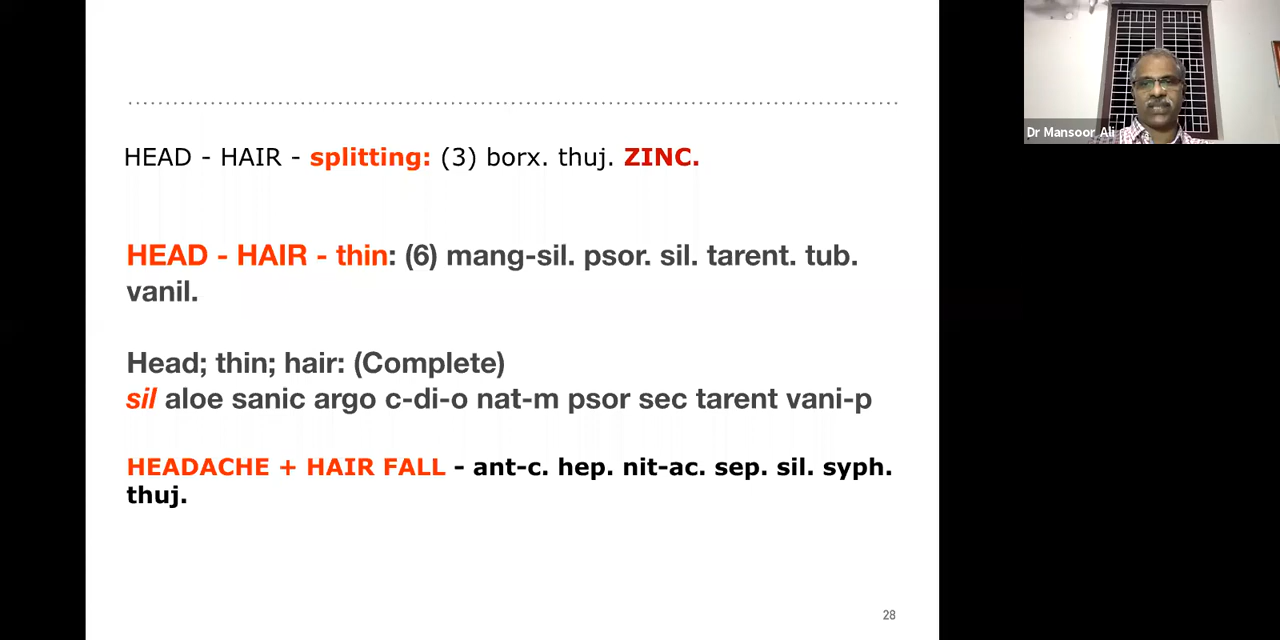 HEAD - HAIR - splitting: (3) borx. thuj. ZINC.
HEAD - HAIR - thin: (6) mang-sil. psor. sil. tarent. tub.
vanil.
Head; thin; hair: (Complete)
sil aloe sanic argo c-di-o nat-m psor sec tarent vani-p
HEADACHE + HAIR FALL - ant-c. hep. nit-ac. sep. sil. syph.
thuj.
28
Dr Mansoor Ali